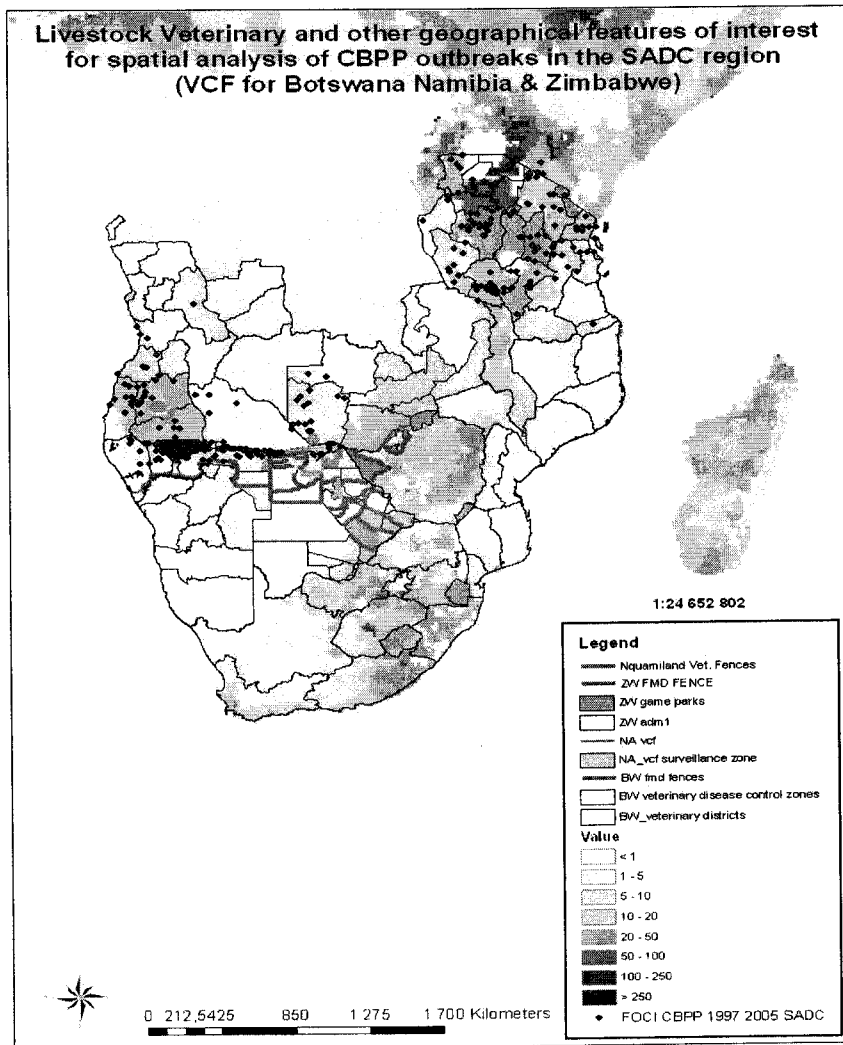 Livestock Veterinary and other geographical features of interest
for spatial analysis of CBPP outbreaks in the SADC region
(VCF for Botswana Namibia & Zimbabwe)
1:24 652 802
Legend
Nquamiland Vet. Fences
ZW FMD FENCE
ZW game parks
ZW adm1
NA vcf
NA_vcf surveillance zone
BW fmd fences
BW veterinary disease control zones
BW_veterinary districts
Value
< 1
1 - 5
5 - 10
10 - 20
20 - 50
50 - 100
100 - 250
> 250
FOCI CBPP 1997 2005 SADC
0 212,5425 850 1 275 1 700 Kilometers